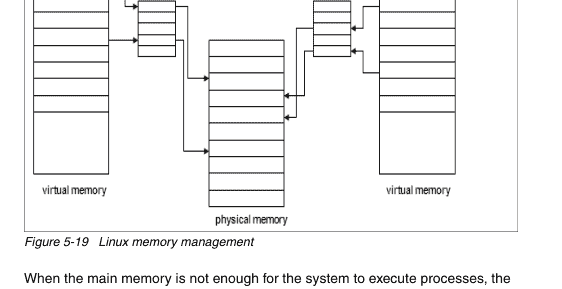 virtual memory
virtual memory
physical memory
Figure 5-19 Linux memory management
When the main memory is not enough for the system to execute processes, the